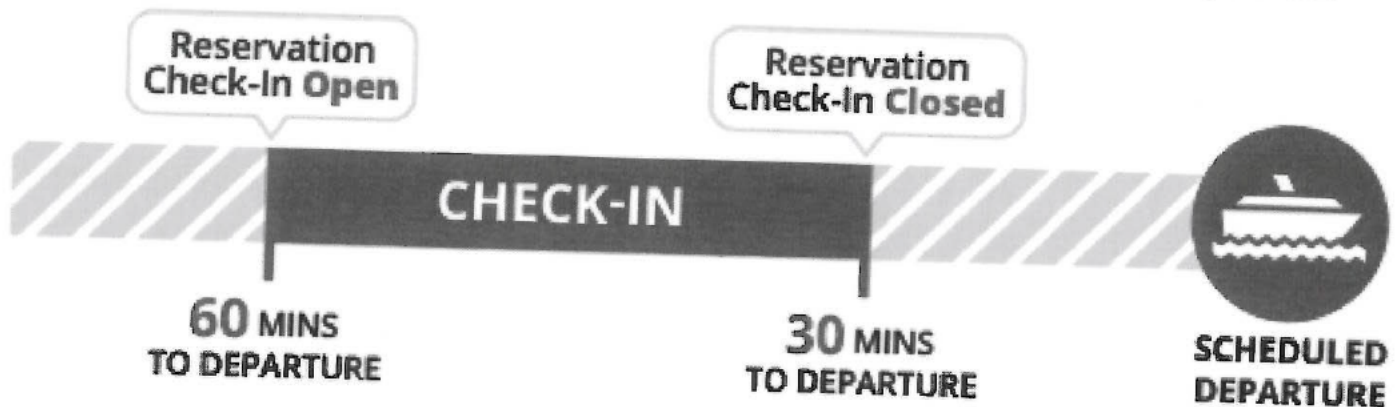 Reservation
Check-In Open
Reservation
Check-In Closed
CHECK-IN
60 MINS
TO DEPARTURE
30 MINS
TO DEPARTURE
SCHEDULED
DEPARTURE